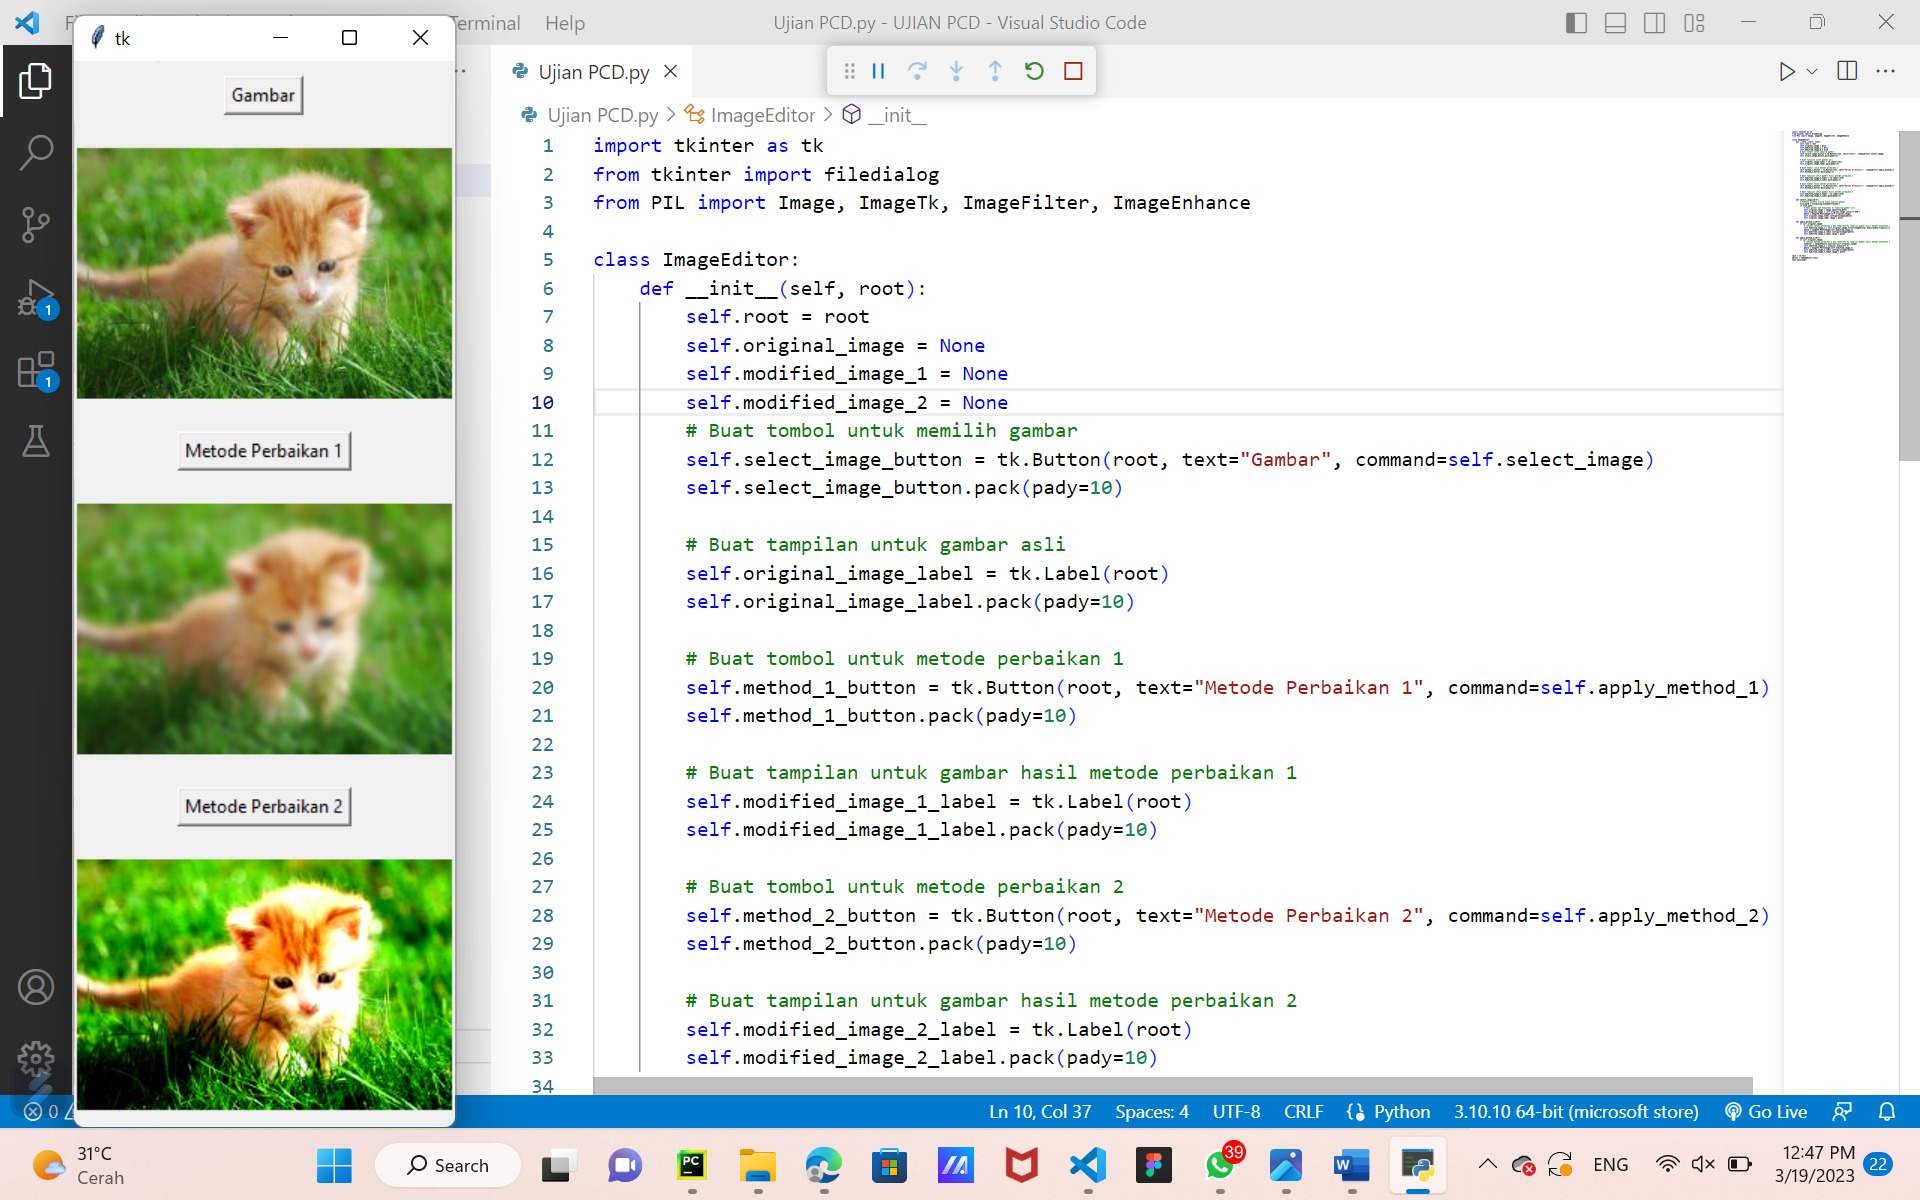 Terminal Help
Ujian PCD.py - UJIAN PCD - Visual Studio Code
tk
Gambar
Metode Perbaikan 1
Metode Perbaikan 2
Ujian PCD.py
Ujian PCD.py > ImageEditor > __init__
1 import tkinter as tk
2 from tkinter import filedialog
3 from PIL import Image, ImageTk, ImageFilter, ImageEnhance
4
5 class ImageEditor:
6 def __init__(self, root):
7 self.root = root
8 self.original_image = None
9 self.modified_image_1 = None
10 self.modified_image_2 = None
11 # Buat tombol untuk memilih gambar
12 self.select_image_button = tk.Button(root, text="Gambar", command=self.select_image)
13 self.select_image_button.pack(pady=10)
14
15 # Buat tampilan untuk gambar asli
16 self.original_image_label = tk.Label(root)
17 self.original_image_label.pack(pady=10)
18
19 # Buat tombol untuk metode perbaikan 1
20 self.method_1_button = tk.Button(root, text="Metode Perbaikan 1", command=self.apply_method_1)
21 self.method_1_button.pack(pady=10)
22
23 # Buat tampilan untuk gambar hasil metode perbaikan 1
24 self.modified_image_1_label = tk.Label(root)
25 self.modified_image_1_label.pack(pady=10)
26
27 # Buat tombol untuk metode perbaikan 2
28 self.method_2_button = tk.Button(root, text="Metode Perbaikan 2", command=self.apply_method_2)
29 self.method_2_button.pack(pady=10)
30
31 # Buat tampilan untuk gambar hasil metode perbaikan 2
32 self.modified_image_2_label = tk.Label(root)
33 self.modified_image_2_label.pack(pady=10)
34
1
1
0
Ln 10, Col 37 Spaces: 4 UTF-8 CRLF Python 3.10.10 64-bit (microsoft store) Go Live
31°C
Cerah
Search
PC
39
W
ENG
12:47 PM
3/19/2023
22